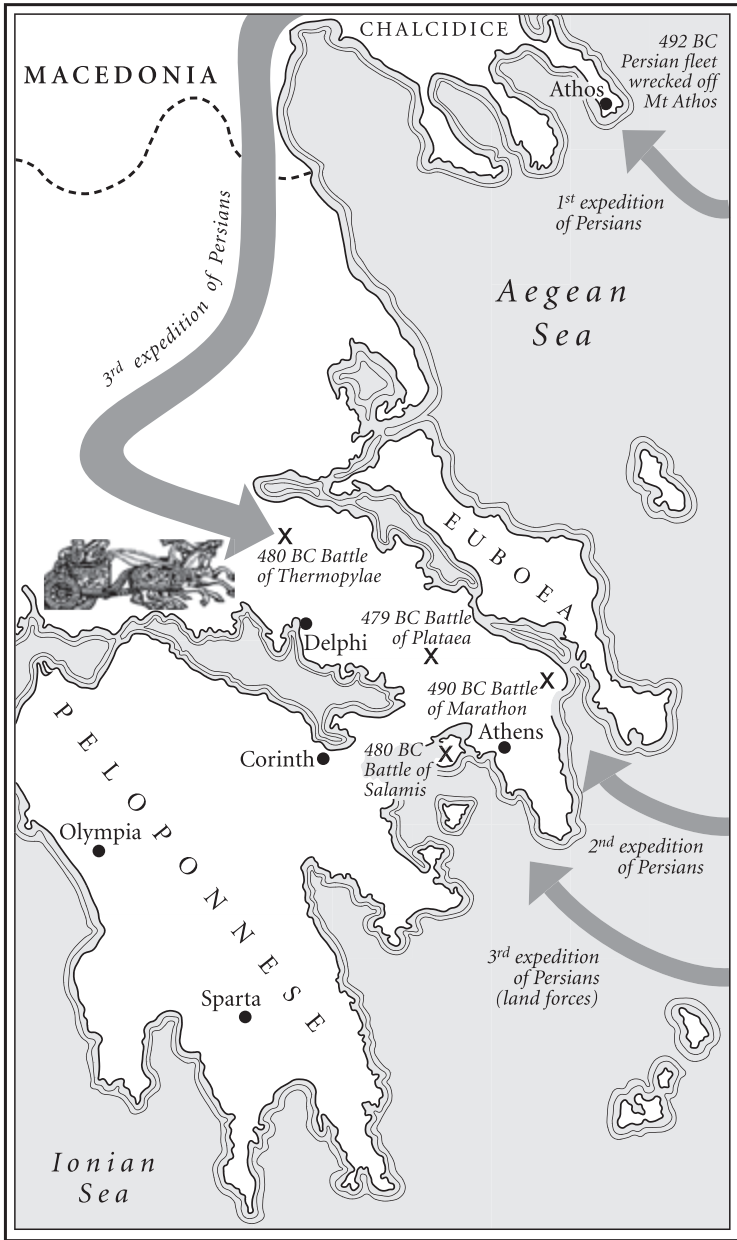 CHALCIDICE
MACEDONIA
492 BC
Persian fleet
wrecked off
Mt Athos
Athos
1st expedition
of Persians
3rd expedition of Persians
Aegean
Sea
EUBOEA
480 BC Battle
of Thermopylae
479 BC Battle
of Plataea
Delphi
490 BC Battle
of Marathon
Athens
Corinth
480 BC
Battle of
Salamis
PELOPONNESE
Olympia
2nd expedition
of Persians
3rd expedition
of Persians
(land forces)
Sparta
Ionian
Sea